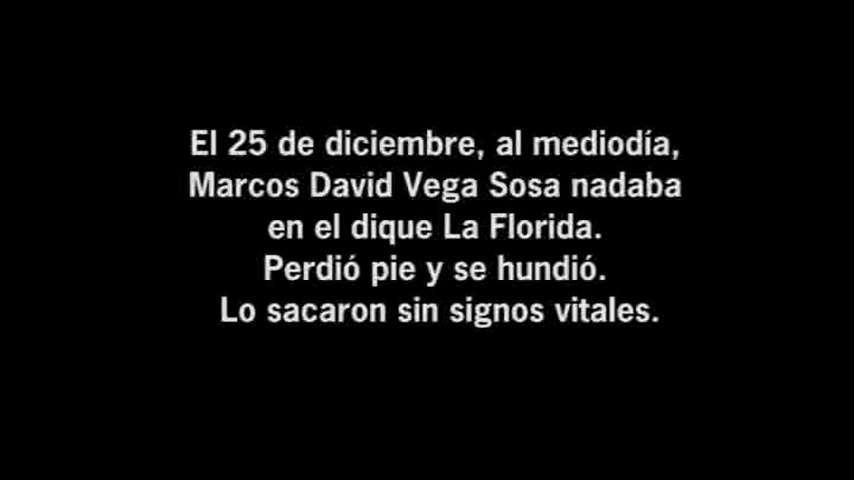 El 25 de diciembre, al mediodía,
Marcos David Vega Sosa nadaba
en el dique La Florida.
Perdió pie y se hundió.
Lo sacaron sin signos vitales.